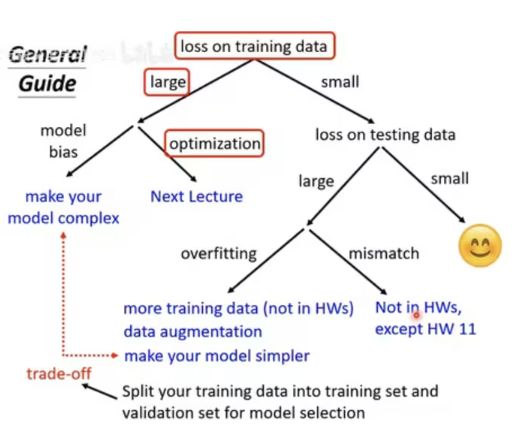 General
Guide
loss on training data
large
small
model
bias
optimization
loss on testing data
make your
model complex
Next Lecture
large
small
overfitting
mismatch
more training data (not in HWs)
data augmentation
make your model simpler
Not in HWs,
except HW 11
trade-off
Split your training data into training set and
validation set for model selection